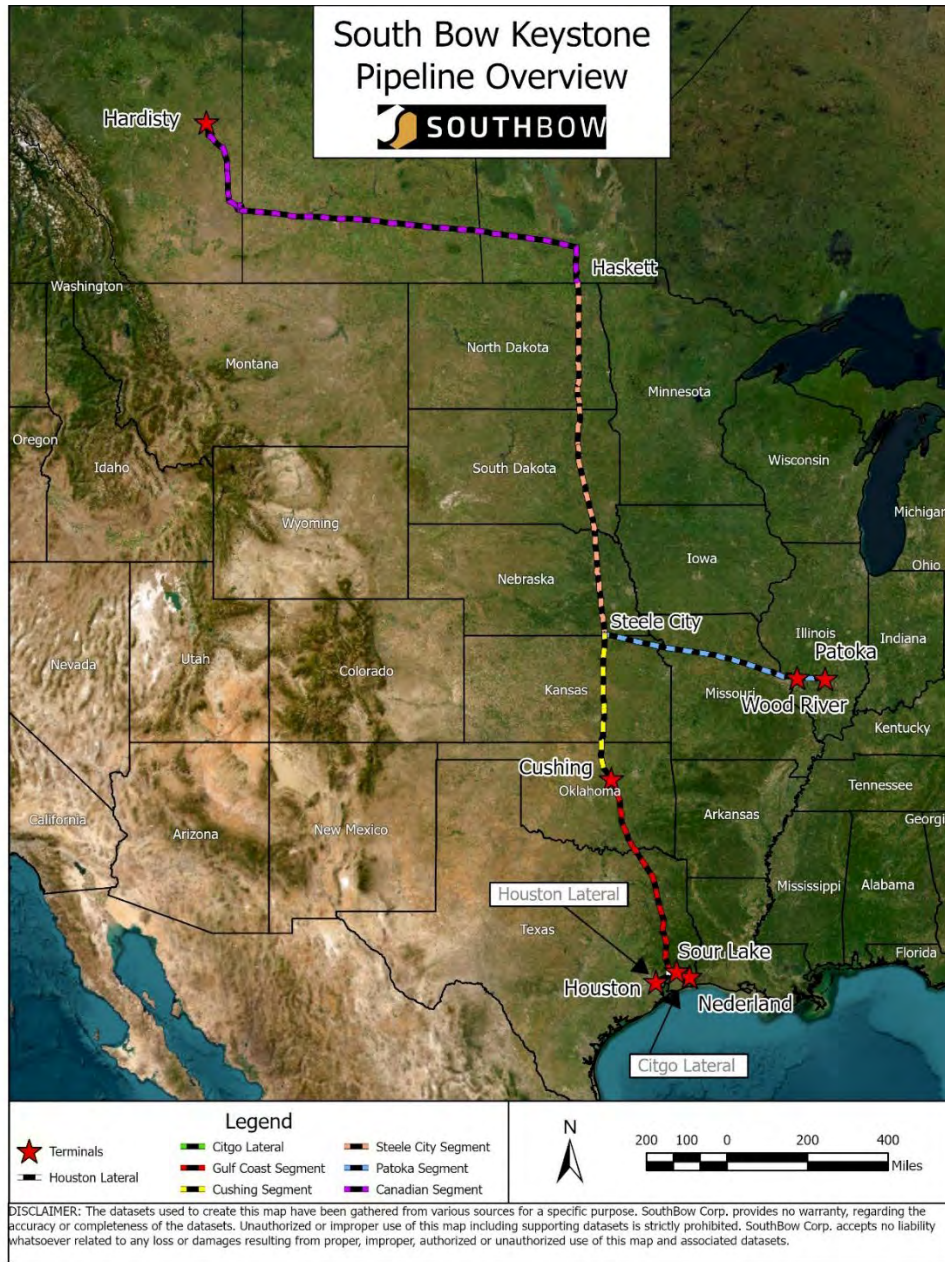 South Bow Keystone
Pipeline Overview
SOUTHBOW
Hardisty
Haskett
Washington
Montana
North Dakota
Minnesota
Oregon
Idaho
South Dakota
Wisconsin
Wyoming
Michigan
Iowa
Nebraska
Ohio
Steele City
Illinois
Indiana
Patoka
Nevada
Utah
Colorado
Kansas
Missouri
Wood River
Kentucky
Cushing
Oklahoma
Tennessee
California
Arizona
New Mexico
Arkansas
Georgi
Houston Lateral
Mississippi
Alabama
Texas
Sour Lake
Florida
Houston
Nederland
Citgo Lateral
Legend
Terminals
Houston Lateral
Citgo Lateral
Gulf Coast Segment
Cushing Segment
Steele City Segment
Patoka Segment
Canadian Segment
N
200 100 0 200 400
Miles
DISCLAIMER: The datasets used to create this map have been gathered from various sources for a specific purpose. SouthBow Corp. provides no warranty, regarding the
accuracy or completeness of the datasets. Unauthorized or improper use of this map including supporting datasets is strictly prohibited. SouthBow Corp. accepts no liability
whatsoever related to any loss or damages resulting from proper, improper, authorized or unauthorized use of this map and associated datasets.